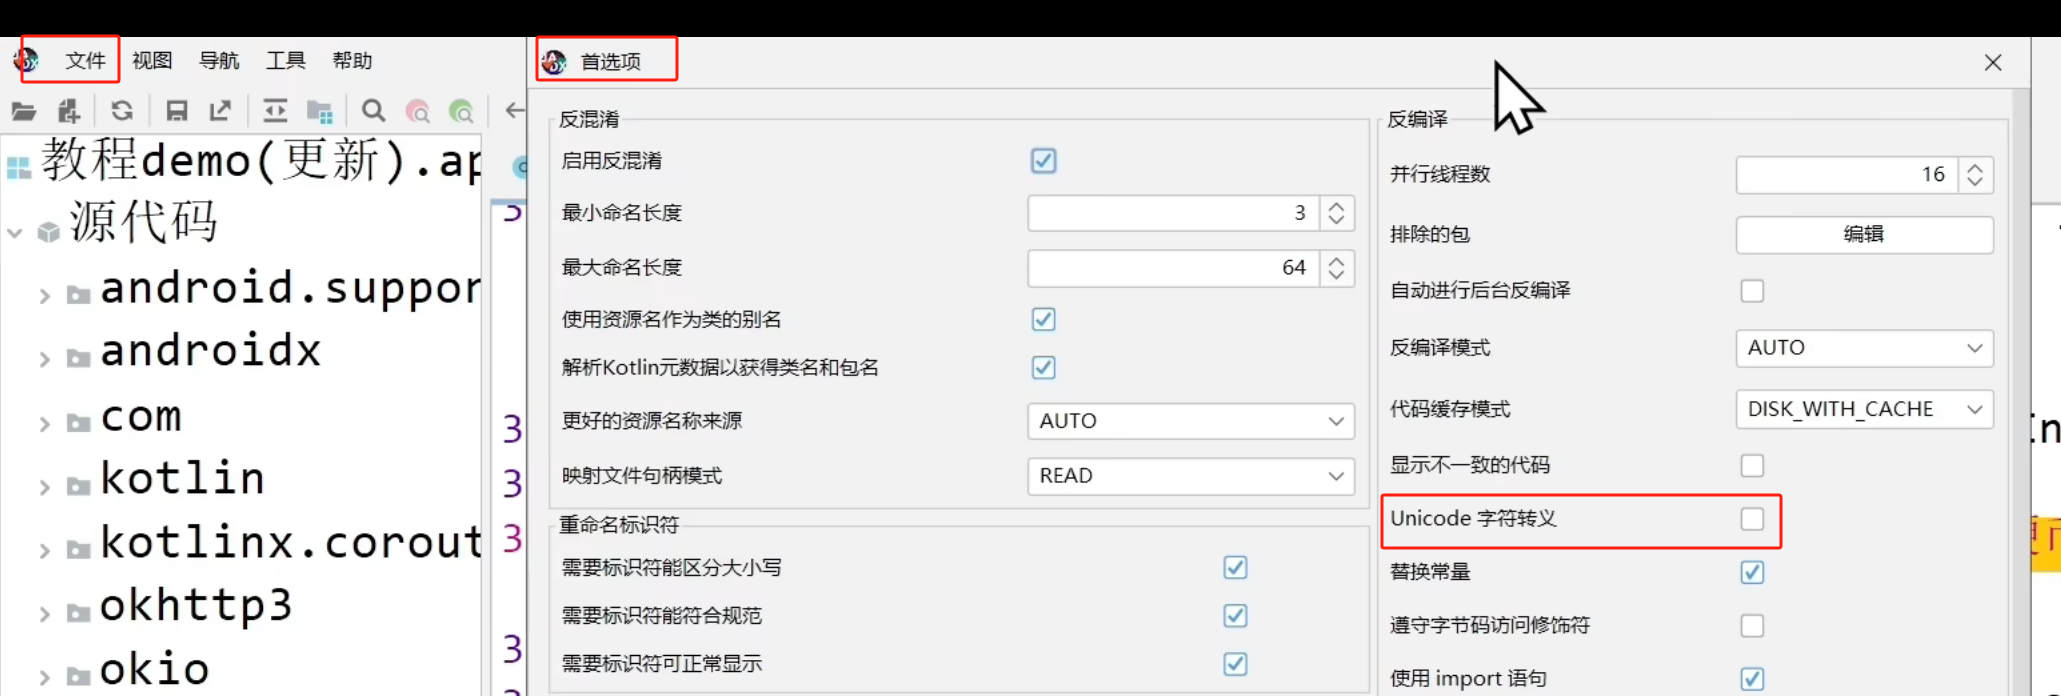 文件 视图 导航 工具 帮助
首选项
教程demo(更新).ap
源代码
android.suppor
androidx
com
kotlin
kotlinx.corout
okhttp3
okio
3
3
3
3
反混淆
启用反混淆
最小命名长度 3
最大命名长度 64
使用资源名作为类的别名
解析Kotlin元数据以获得类名和包名
更好的资源名称来源 AUTO
映射文件句柄模式 READ
重命名标识符
需要标识符能区分大小写
需要标识符能符合规范
需要标识符可正常显示
反编译
并行线程数 16
排除的包 编辑
自动进行后台反编译
反编译模式 AUTO
代码缓存模式 DISK_WITH_CACHE
显示不一致的代码
Unicode 字符转义
替换常量
遵守字节码访问修饰符
使用 import 语句